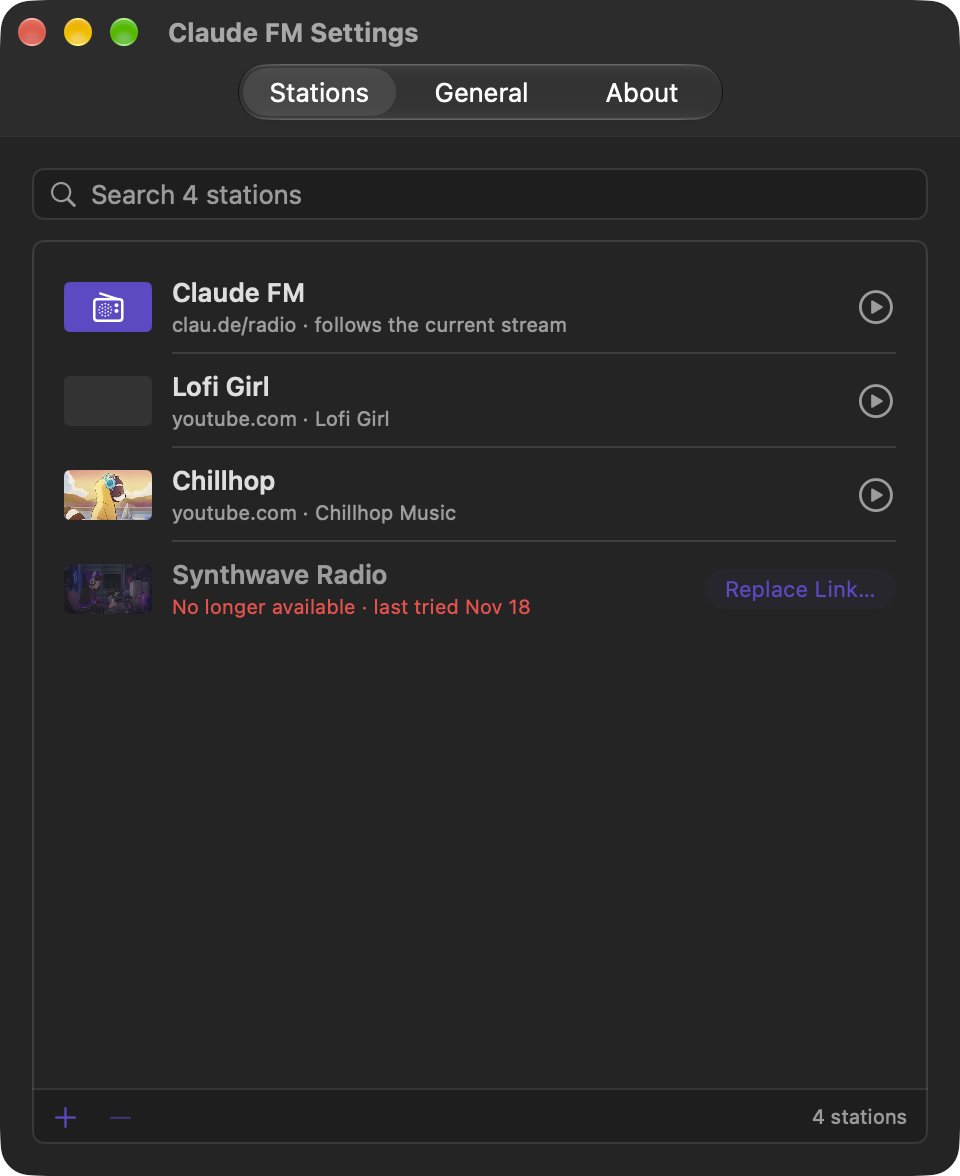 Claude FM Settings
Stations General About
Search 4 stations
Claude FM
clau.de/radio · follows the current stream
Lofi Girl
youtube.com · Lofi Girl
Chillhop
youtube.com · Chillhop Music
Synthwave Radio
No longer available · last tried Nov 18
Replace Link...
4 stations